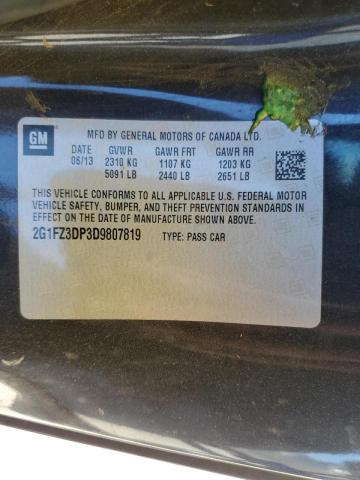 GM
MFD BY GENERAL MOTORS OF CANADA LTD.
DATE GVWR GAWR FRT GAWR RR
06/13 2310 KG 1107 KG 1203 KG
5091 LB 2440 LB 2651 LB
THIS VEHICLE CONFORMS TO ALL APPLICABLE U.S. FEDERAL MOTOR
VEHICLE SAFETY, BUMPER, AND THEFT PREVENTION STANDARDS IN
EFFECT ON THE DATE OF MANUFACTURE SHOWN ABOVE.
2G1FZ3DP3D9807819 TYPE: PASS CAR